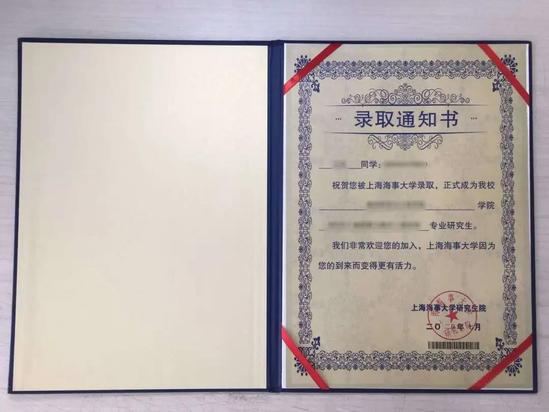 录取通知书
同学:
祝贺您被上海海事大学录取,正式成为我校
学院
专业研究生。
我们非常欢迎您的加入,上海海事大学因为
您的到来而变得更有活力。
上海海事大学研究生院